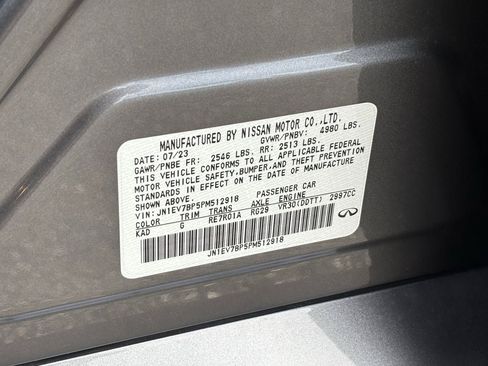 MANUFACTURED BY NISSAN MOTOR CO.,LTD.
DATE: 07/23 GVWR/PNBV: 4980 LBS.
GAWR/PNBE FR: 2546 LBS. RR: 2513 LBS.
THIS VEHICLE CONFORMS TO ALL APPLICABLE FEDERAL
MOTOR VEHICLE SAFETY,BUMPER, AND THEFT PREVENTION
STANDARDS IN EFFECT ON THE DATE OF MANUFACTURE
SHOWN ABOVE.
VIN:JN1EV7BP5PM512918 PASSENGER CAR
COLOR TRIM TRANS AXLE ENGINE
KAD G RE7R01A RG29 VR30(DDTT) 2997CC
JN1EV7BP5PM512918
INFINITI